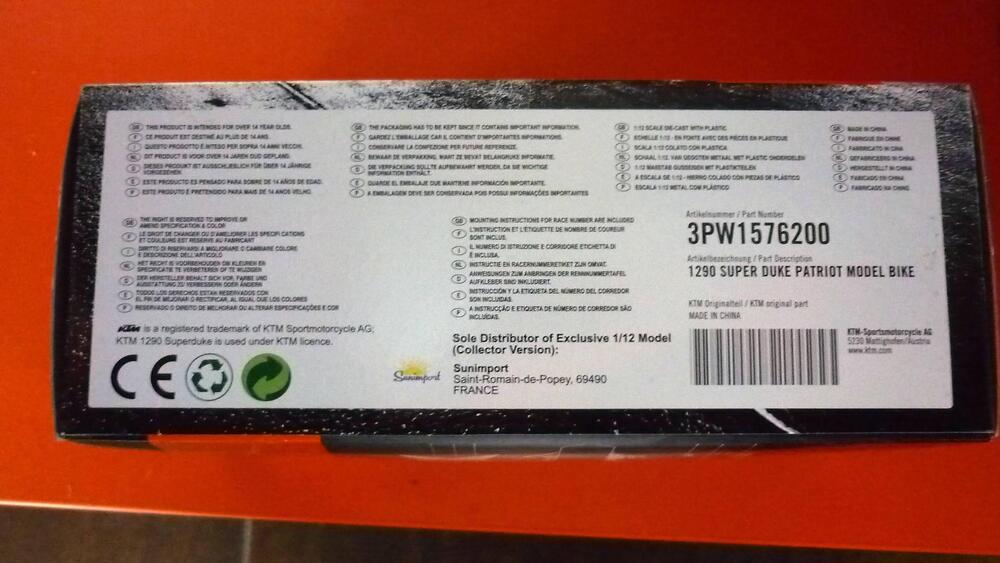 GB THIS PRODUCT IS INTENDED FOR OVER 14 YEAR OLDS.
F CE PRODUIT EST DESTINÉ AU PLUS DE 14 ANS.
I QUESTO PRODOTTO È INTESO PER SOPRA 14 ANNI VECCHI.
NL DIT PRODUCT IS VOOR OVER 14 JAREN OUD GEPLAND.
D DIESES PRODUKT IST AUSSCHLIEßLICH FÜR ÜBER 14 JÄHRIGE
VORGESEHEN
E ESTE PRODUCTO ES PENSADO PARA SOBRE DE 14 AÑOS DE EDAD.
P ESTE PRODUTO É PRETENDIDO PARA MAIS DE 14 ANOS VELHO.
GB THE PACKAGING HAS TO BE KEPT SINCE IT CONTAINS IMPORTANT INFORMATION.
F GARDEZ L'EMBALLAGE CAR IL CONTIENT D'IMPORTANTES INFORMATIONS.
I CONSERVARE LA CONFEZIONE PER FUTURE REFERENZE.
NL BEWAAR DE VERPAKKING, WANT ZE BEVAT BELANGRIJKE INFORMATIE.
D DIE VERPACKUNG SOLLTE AUFBEWAHRT WERDEN, DA SIE WICHTIGE
INFORMATION ENTHÄLT.
E GUARDE EL EMBALAJE QUE MANTIENE INFORMACIÓN IMPORTANTE.
P A EMBALAGEM DEVE SER CONSERVADA POIS POSSUI INFORMAÇÕES IMPORTANTES
GB 1:12 SCALE DIE-CAST WITH PLASTIC
F ECHELLE 1/12 - EN FONTE AVEC DES PIÈCES EN PLASTIQUE
I SCALA 1:12 COLATO CON PLASTICA
NL SCHAAL 1:12, VAN GEGOTEN METAAL MET PLASTIC ONDERDELEN
D 1:12 MAßSTAB GUSSEISEN MIT PLASTIKTEILEN
E A ESCALA DE 1:12 - HIERRO COLADO CON PIEZAS DE PLÁSTICO
P ESCALA 1:12 METAL COM PLÁSTICO
GB MADE IN CHINA
F FABRIQUÉ EN CHINE
I FABBRICATO IN CINA
NL GEFABRICEERD IN CHINA
D HERGESTELLT IN CHINA
E FABICADO EN CHINA
P FABRICADO NA CHINO
GB THE RIGHT IS RESERVED TO IMPROVE OR
AMEND SPECIFICATION & COLOR
F LE DROIT DE CHANGER OU D'AMELIORER LES SPECIFICATIONS
ET COULEURS EST RESERVÉ AU FABRICANT
I DIRITTO DI RISERVARSI A MIGLIORARE O CAMBIARE COLORE
E DESCRIZIONE DELL'ARTICOLO
NL HET RECHT IS VOORBEHOUDEN OM KLEUR EN
SPECIFICATIE TE VERBETEREN OF TE WIJZIGEN
D DER HERSTELLER BEHÄLT SICH VOR, FARBE UND
AUSSTATTUNG ZU VERBESSERN ODER ÄNDERN
E TODOS LOS DERECHOS ESTAN RESERVADOS CON
EL FIN DE MEJORAR O RECTIFICAR, AL IGUAL QUE LOS COLORES
P RESERVADO O DIREITO DE MELHORAR OU ALTERAR ESPECIFICAÇÕES E COR
GB MOUNTING INSTRUCTIONS FOR RACE NUMBER ARE INCLUDED
F L'INSTRUCTION ET L'ÉTIQUETTE DE NOMBRE DE COUREUR
SONT INCLUS.
I IL NUMERO DI ISTRUZIONE E CORRIDORE ETICHETTA DI
È INCLUSA.
NL INSTRUCTIE EN RACERNUMMERETIKET ZIJN OMVAT.
D ANWEISUNGEN ZUM ANBRINGEN DER RENNNUMMERTAFEL
AUFKLEBER SIND INKLUDIERT.
E INSTRUCCIÓN Y LA ETIQUETA DEL NÚMERO DEL CORREDOR
SON INCLUIDAS.
P A INSTRUCÇÃO E ETIQUETA DE NÚMERO DE CORREDOR SÃO
INCLUÍDAS.
Artikelnummer / Part Number
3PW1576200
Artikelbezeichnung / Part Description
1290 SUPER DUKE PATRIOT MODEL BIKE
KTM Originalteil / KTM original part
MADE IN CHINA
KTM-Sportsmotorcycle AG
5230 Mattighofen/Austria
www.ktm.com
KTM is a registered trademark of KTM Sportmotorcycle AG;
KTM 1290 Superduke is used under KTM licence.
CE
Sunimport
Sole Distributor of Exclusive 1/12 Model
(Collector Version):
Sunimport
Saint-Romain-de-Popey, 69490
FRANCE